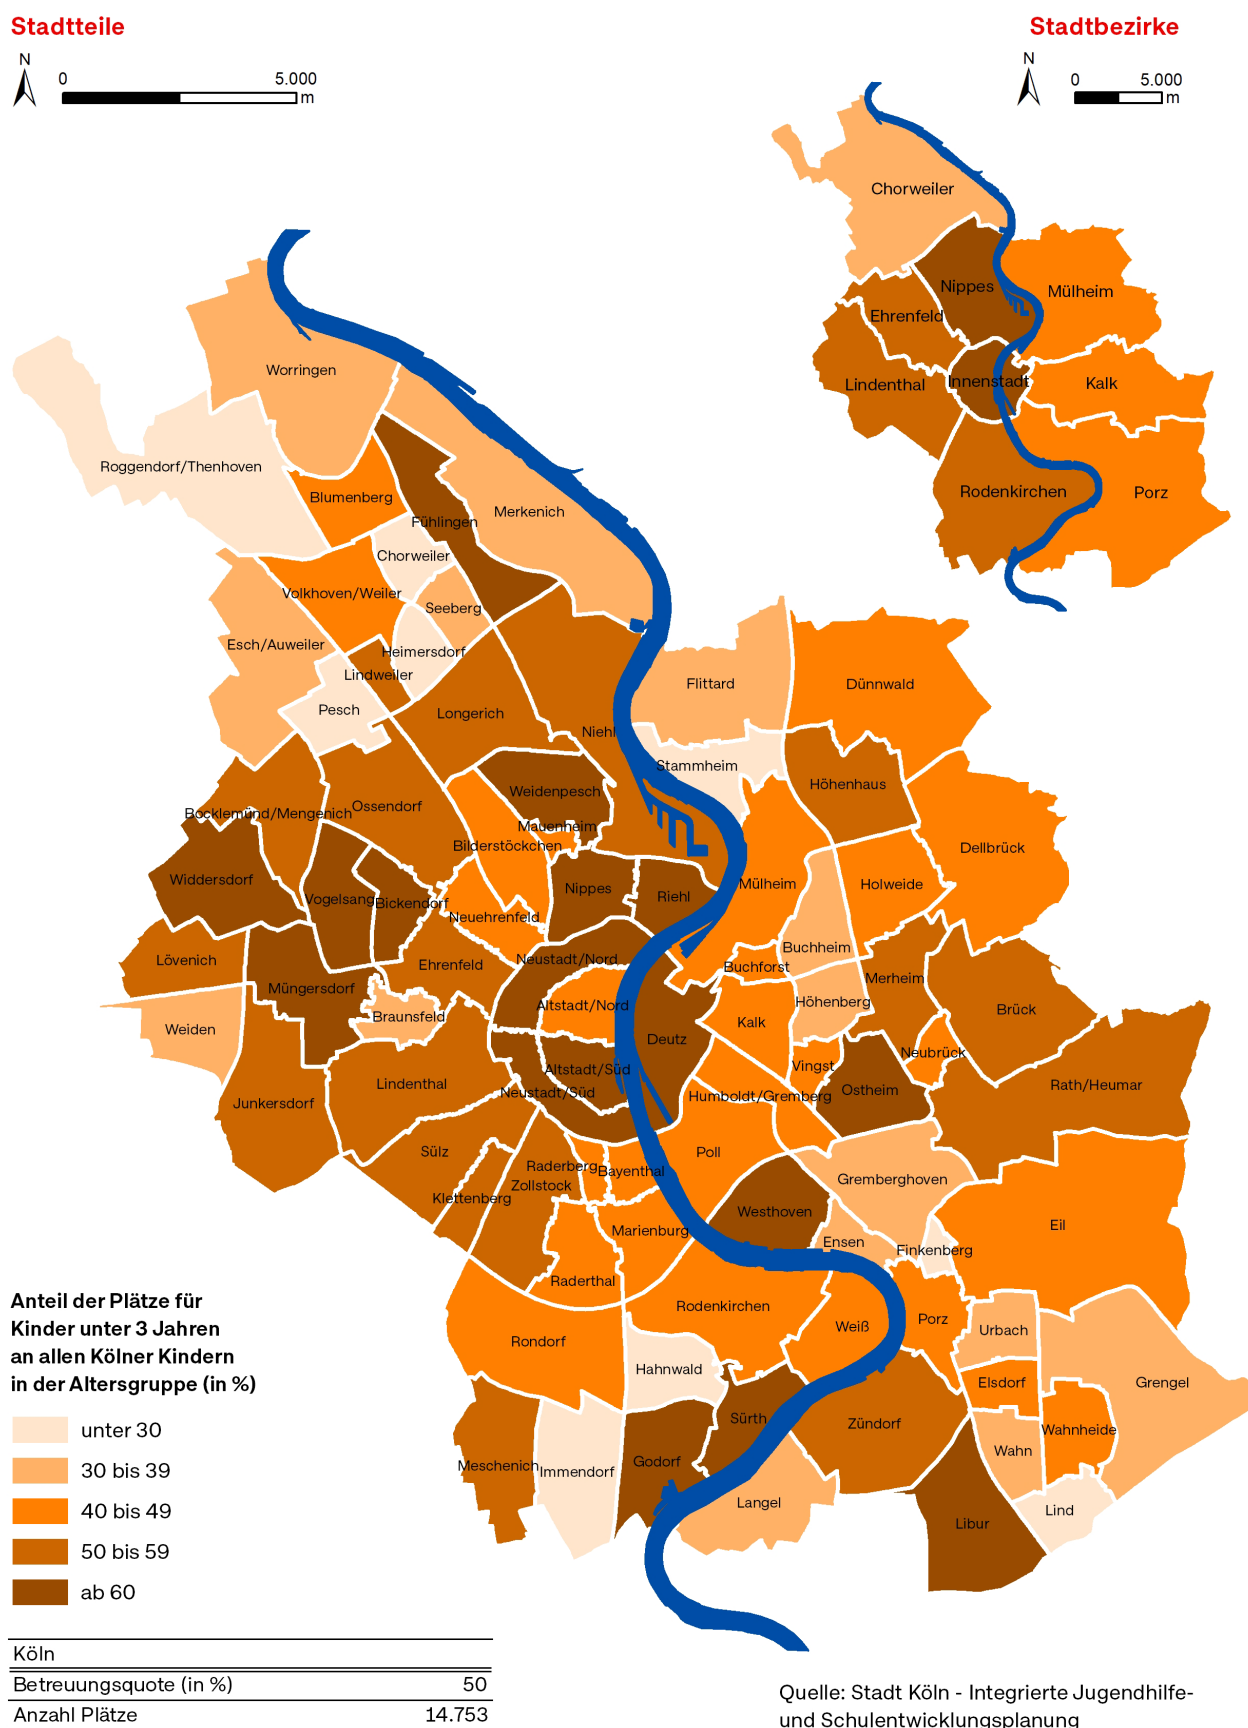 Stadtteile
Stadtbezirke
N
0 5.000
m
N
0 5.000
m
Chorweiler
Nippes
Mülheim
Ehrenfeld
Lindenthal
Innenstadt
Kalk
Rodenkirchen
Porz
Worringen
Roggendorf/Thenhoven
Blumenberg
Fühlingen
Merkenich
Chorweiler
Volkhoven/Weiler
Seeberg
Esch/Auweiler
Heimersdorf
Lindweiler
Pesch
Longerich
Niehl
Flittard
Dünnwald
Stammheim
Höhenhaus
Weidenpesch
Bocklemünd/Mengenich
Ossendorf
Mauenheim
Bilderstöckchen
Dellbrück
Widdersdorf
Vogelsang
Bickendorf
Nippes
Riehl
Mülheim
Holweide
Neuehrenfeld
Buchheim
Lövenich
Ehrenfeld
Neustadt/Nord
Buchforst
Merheim
Müngersdorf
Altstadt/Nord
Höhenberg
Brück
Braunsfeld
Weiden
Kalk
Deutz
Neubrück
Altstadt/Süd
Vingst
Lindenthal
Neustadt/Süd
Ostheim
Rath/Heumar
Junkersdorf
Humboldt/Gremberg
Sülz
Poll
Raderberg
Bayenthal
Zollstock
Klettenberg
Gremberghoven
Westhoven
Marienburg
Ensen
Finkenberg
Eil
Raderthal
Rodenkirchen
Weiß
Porz
Urbach
Rondorf
Hahnwald
Elsdorf
Grengel
Sürth
Zündorf
Wahnheide
Wahn
Meschenich
Immendorf
Godorf
Langel
Lind
Libur
Anteil der Plätze für
Kinder unter 3 Jahren
an allen Kölner Kindern
in der Altersgruppe (in %)
unter 30
30 bis 39
40 bis 49
50 bis 59
ab 60
Köln
Betreuungsquote (in %) 50
Anzahl Plätze 14.753
Quelle: Stadt Köln - Integrierte Jugendhilfe-
und Schulentwicklungsplanung